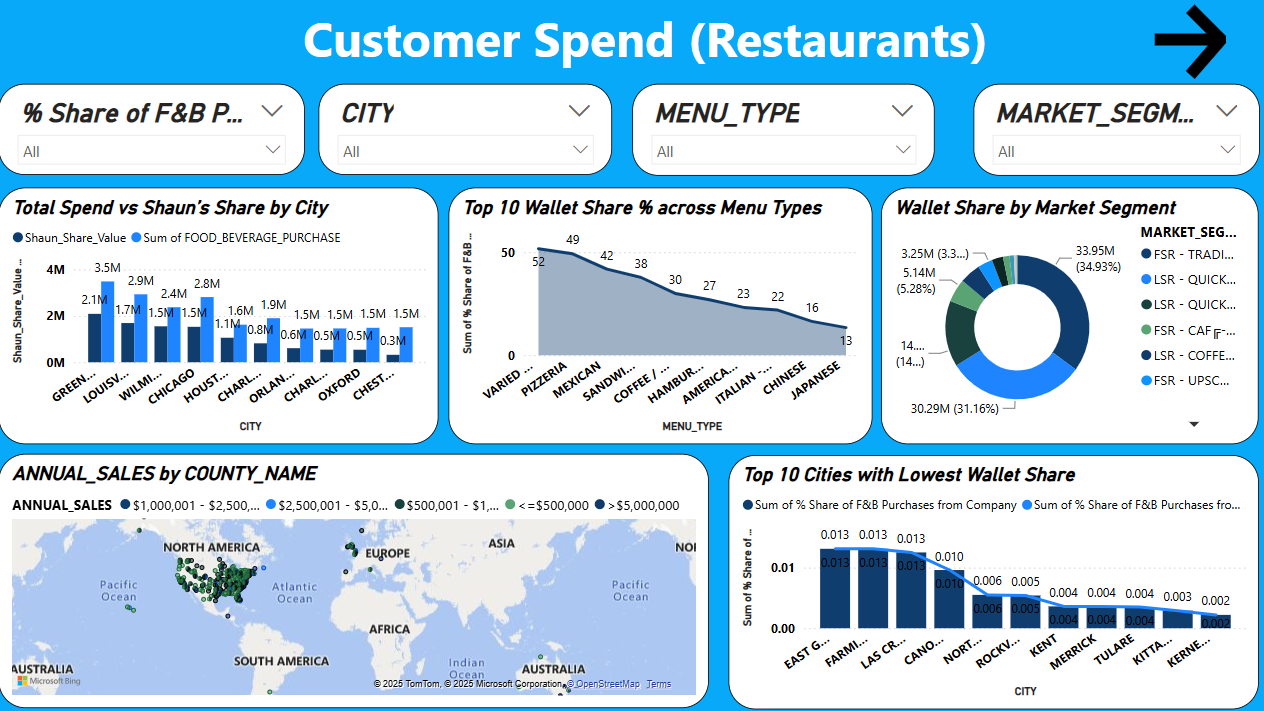 Customer Spend (Restaurants)
% Share of F&B P...
All
CITY
All
MENU_TYPE
All
MARKET_SEGM...
All
Total Spend vs Shaun's Share by City
Shaun_Share_Value Sum of FOOD_BEVERAGE_PURCHASE
Shaun_Share_Value ...
4M
2M
0M
2.1M 3.5M
1.7M 2.9M
1.5M 2.4M
1.5M 2.8M
1.1M 1.6M
0.8M 1.9M
0.6M 1.5M
0.5M 1.5M
0.5M 1.5M
0.3M 1.5M
GREEN... LOUISV... WILMI... CHICAGO HOUST... CHARL... ORLAN... CHARL... OXFORD CHEST...
CITY
Top 10 Wallet Share % across Menu Types
Sum of % Share of F&B ...
50
0
52 49 42 38 30 27 23 22 16 13
VARIED ... PIZZERIA MEXICAN SANDWI... COFFEE / ... HAMBUR... AMERICA... ITALIAN -... CHINESE JAPANESE
MENU_TYPE
Wallet Share by Market Segment
3.25M (3.3...)
5.14M
(5.28%)
14....
(14...)
30.29M (31.16%)
33.95M
(34.93%)
MARKET_SEG...
FSR - TRADI...
LSR - QUICK...
LSR - QUICK...
FSR - CAF╔-...
LSR - COFFE...
FSR - UPSC...
ANNUAL_SALES by COUNTY_NAME
ANNUAL_SALES $1,000,001 - $2,500,... $2,500,001 - $5,0... $500,001 - $1,... <=$500,000 >$5,000,000
NORTH AMERICA
EUROPE
ASIA
NO
Pacific
Ocean
Atlantic
Ocean
Pacific
Ocean
AFRICA
SOUTH AMERICA
Indian
Ocean
AUSTRALIA
AUSTRALIA
Microsoft Bing
© 2025 TomTom, © 2025 Microsoft Corporation, © OpenStreetMap Terms
Top 10 Cities with Lowest Wallet Share
Sum of % Share of F&B Purchases from Company Sum of % Share of F&B Purchases fro...
Sum of % Share of ...
0.01
0.00
0.013 0.013 0.013 0.010 0.006 0.005 0.004 0.004 0.004 0.003 0.002
0.013 0.013 0.013 0.010 0.006 0.005 0.004 0.004 0.004 0.002
EAST G... FARMI... LAS CR... CANO... NORT... ROCKV... KENT MERRICK TULARE KITTA... KERNE...
CITY